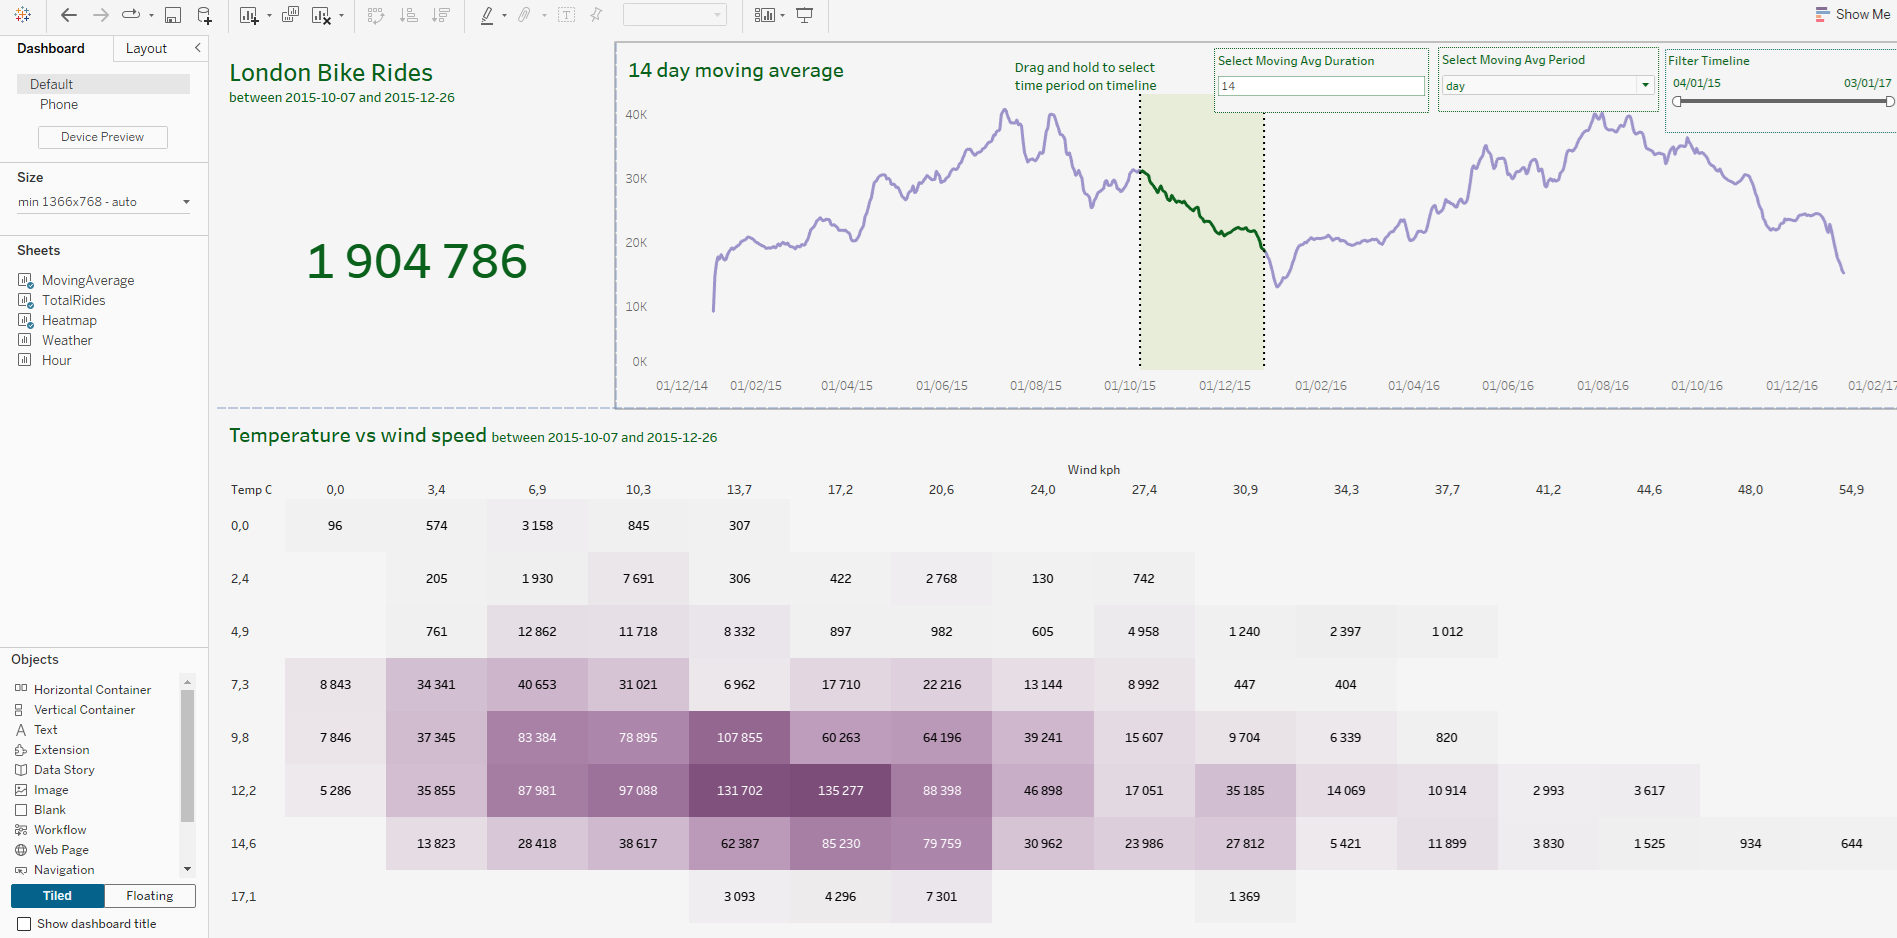 Show Me
Dashboard
Layout
Default
Phone
Device Preview
Size
min 1366x768 - auto
Sheets
MovingAverage
TotalRides
Heatmap
Weather
Hour
Objects
Horizontal Container
Vertical Container
Text
Extension
Data Story
Image
Blank
Workflow
Web Page
Navigation
Tiled
Floating
Show dashboard title
London Bike Rides
between 2015-10-07 and 2015-12-26
1 904 786
14 day moving average
Drag and hold to select
time period on timeline
Select Moving Avg Duration
14
Select Moving Avg Period
day
Filter Timeline
04/01/15 03/01/17
40K
30K
20K
10K
0K
01/12/14 01/02/15 01/04/15 01/06/15 01/08/15 01/10/15 01/12/15 01/02/16 01/04/16 01/06/16 01/08/16 01/10/16 01/12/16 01/02/17
Temperature vs wind speed between 2015-10-07 and 2015-12-26
Wind kph
Temp C 0,0 3,4 6,9 10,3 13,7 17,2 20,6 24,0 27,4 30,9 34,3 37,7 41,2 44,6 48,0 54,9
0,0 96 574 3 158 845 307
2,4 205 1 930 7 691 306 422 2 768 130 742
4,9 761 12 862 11 718 8 332 897 982 605 4 958 1 240 2 397 1 012
7,3 8 843 34 341 40 653 31 021 6 962 17 710 22 216 13 144 8 992 447 404
9,8 7 846 37 345 83 384 78 895 107 855 60 263 64 196 39 241 15 607 9 704 6 339 820
12,2 5 286 35 855 87 981 97 088 131 702 135 277 88 398 46 898 17 051 35 185 14 069 10 914 2 993 3 617
14,6 13 823 28 418 38 617 62 387 85 230 79 759 30 962 23 986 27 812 5 421 11 899 3 830 1 525 934 644
17,1 3 093 4 296 7 301 1 369